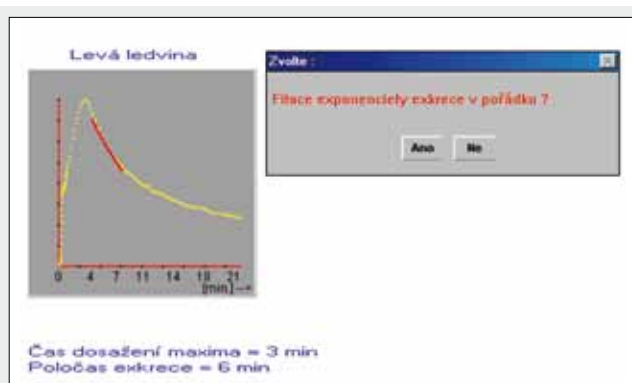 Levá ledvina
Zvolte :
Fitace exponenciely exkrece v pořádku ?
Ano
Ne
0 4 7 11 14 18 21
[min]-->
Čas dosažení maxima = 3 min
Poločas exkrece = 6 min